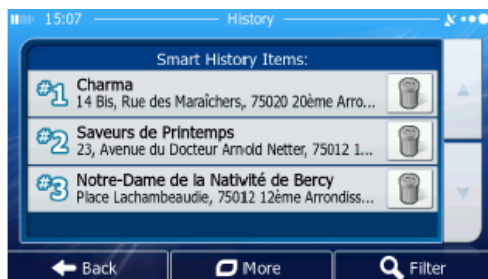 15:07 History
Smart History Items:
#1 Charma
14 Bis, Rue des Maraîchers, 75020 20ème Arro...
#2 Saveurs de Printemps
23, Avenue du Docteur Arnold Netter, 75012 1...
#3 Notre-Dame de la Nativité de Bercy
Place Lachambeaudie, 75012 12ème Arrondiss...
Back More Filter